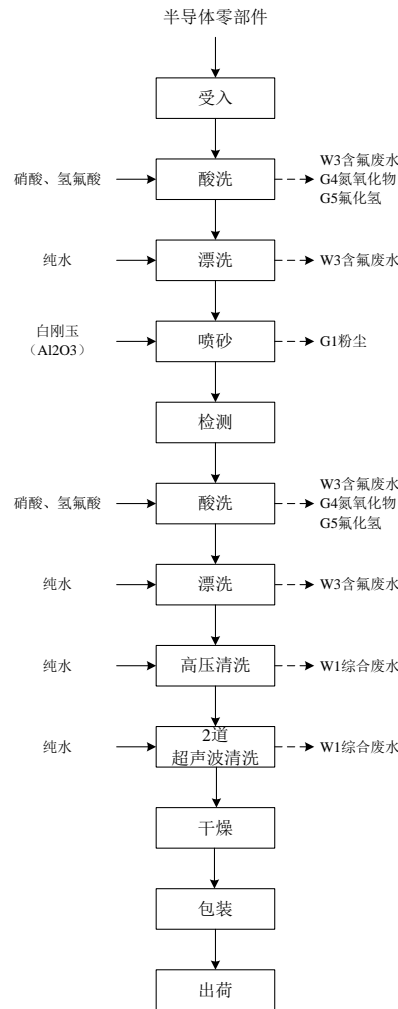 半导体零部件
受入
硝酸、氢氟酸
酸洗
W3含氟废水
G4氮氧化物
G5氟化氢
纯水
漂洗
W3含氟废水
白刚玉
（Al2O3）
喷砂
G1粉尘
检测
硝酸、氢氟酸
酸洗
W3含氟废水
G4氮氧化物
G5氟化氢
纯水
漂洗
W3含氟废水
纯水
高压清洗
W1综合废水
纯水
2道
超声波清洗
W1综合废水
干燥
包装
出荷